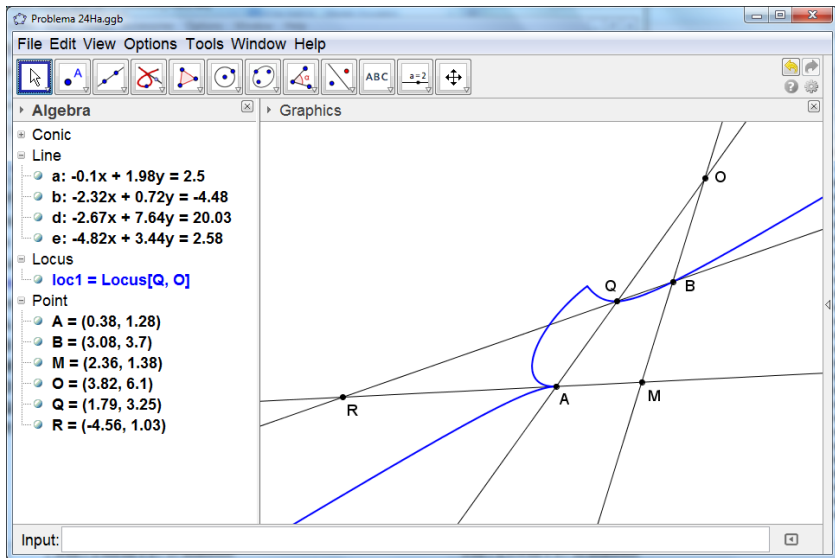 Problema 24Ha.ggb
File Edit View Options Tools Window Help
A
α
ABC
a=2
Algebra
Graphics
Conic
Line
a: -0.1x + 1.98y = 2.5
b: -2.32x + 0.72y = -4.48
d: -2.67x + 7.64y = 20.03
e: -4.82x + 3.44y = 2.58
Locus
loc1 = Locus[Q, O]
Point
A = (0.38, 1.28)
B = (3.08, 3.7)
M = (2.36, 1.38)
O = (3.82, 6.1)
Q = (1.79, 3.25)
R = (-4.56, 1.03)
O
Q
B
A
M
R
Input: